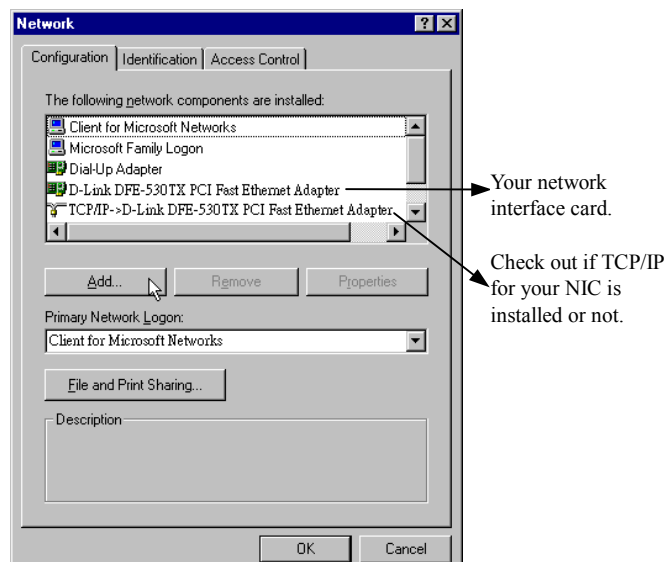 Network
Configuration
Identification
Access Control
The following network components are installed:
Client for Microsoft Networks
Microsoft Family Logon
Dial-Up Adapter
D-Link DFE-530TX PCI Fast Ethernet Adapter
TCP/IP->D-Link DFE-530TX PCI Fast Ethernet Adapter
Your network
interface card.
Check out if TCP/IP
for your NIC is
installed or not.
Add...
Remove
Properties
Primary Network Logon:
Client for Microsoft Networks
File and Print Sharing...
Description
OK
Cancel